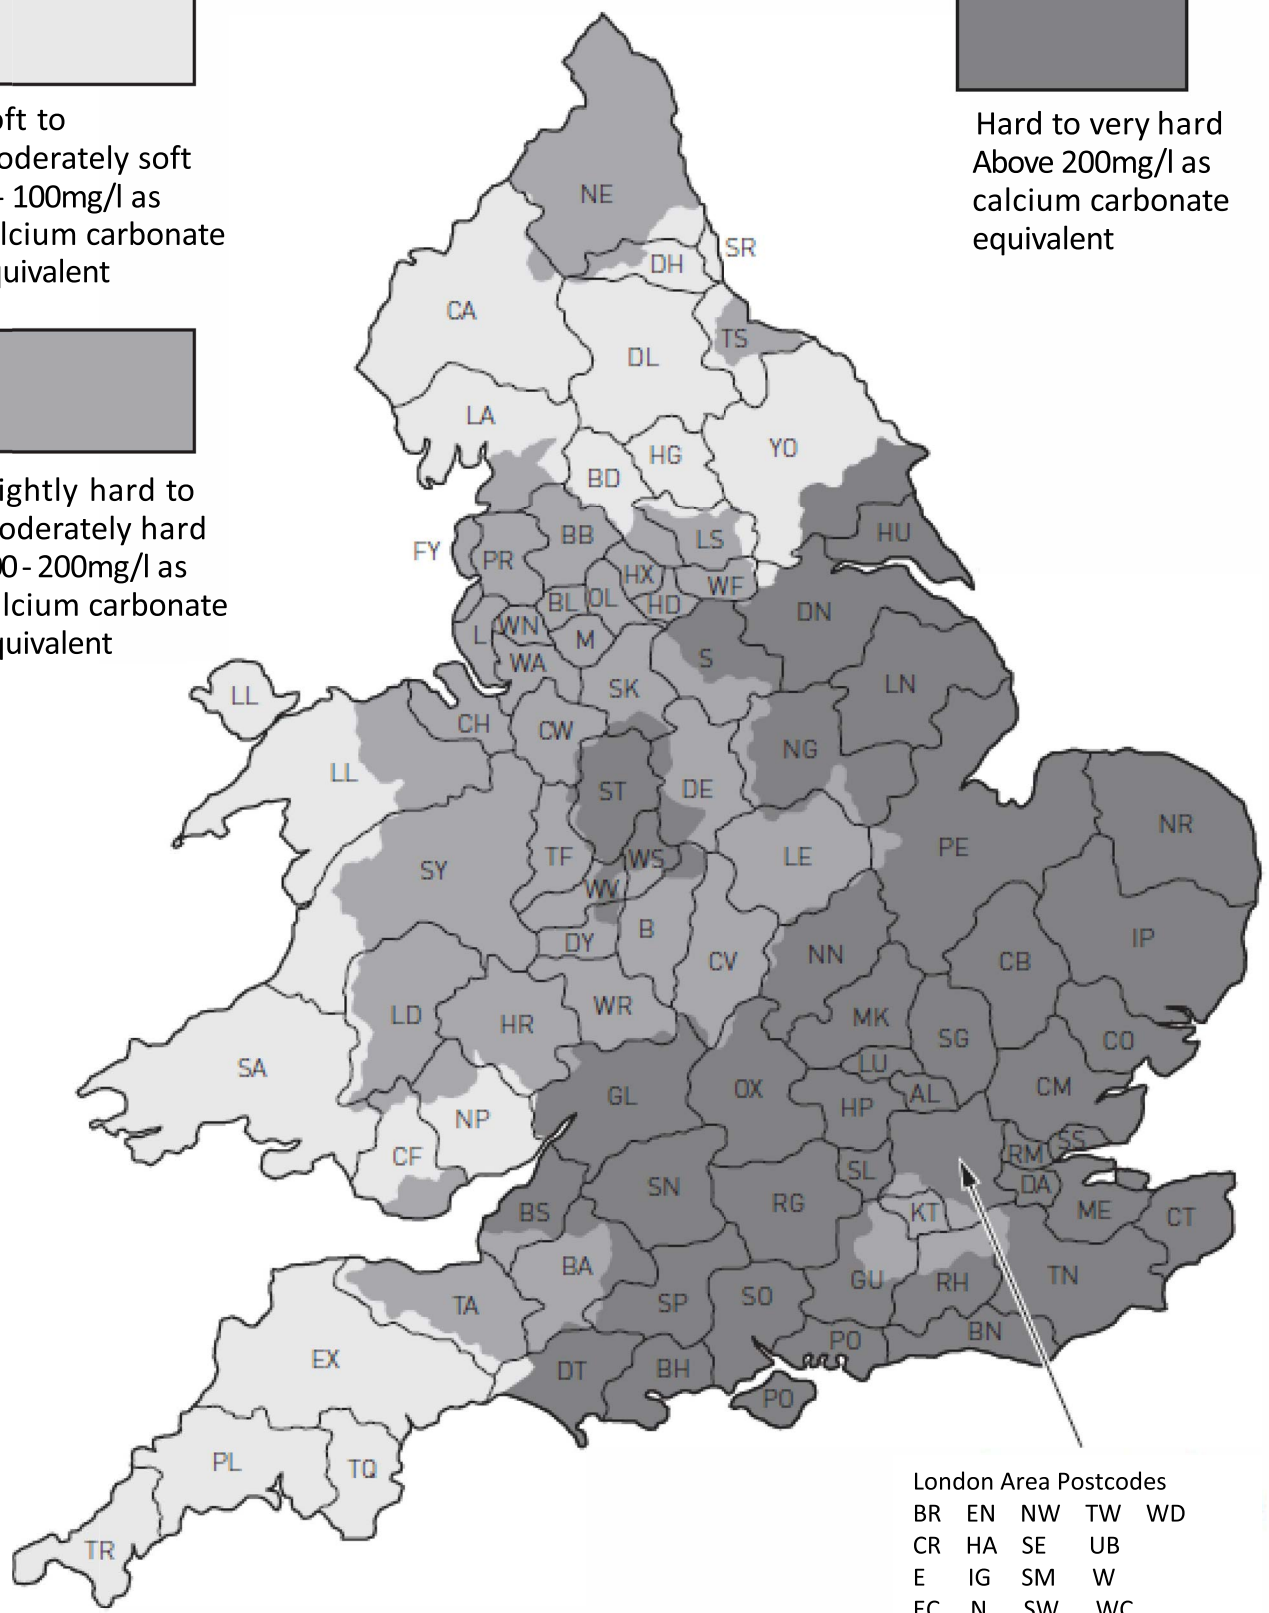 oft to
oderately soft
- 100mg/l as
lcium carbonate
quivalent
Hard to very hard
Above 200mg/l as
calcium carbonate
equivalent
ightly hard to
oderately hard
00 - 200mg/l as
lcium carbonate
quivalent
NE
SR
DH
CA
TS
DL
LA
YO
HG
BD
HU
BB
LS
FY
PR
HX
WF
BL
OL
HD
DN
WN
L
M
WA
S
SK
LN
LL
CH
CW
NG
LL
ST
DE
NR
PE
LE
TF
WS
SY
WV
B
DY
IP
NN
CV
CB
WR
LD
HR
MK
SG
CO
SA
LU
CM
OX
AL
GL
HP
NP
SS
RM
CF
SL
DA
SN
RG
ME
CT
BS
KT
BA
GU
RH
TN
TA
SP
SO
BN
PO
EX
DT
BH
PO
PL
TQ
TR
London Area Postcodes
BR EN NW TW WD
CR HA SE UB
E IG SM W
EC N SW WC